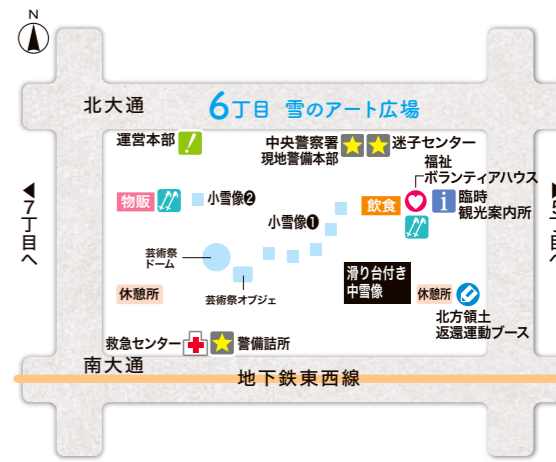 N
北大通
6丁目 雪のアート広場
運営本部
中央警察署
現地警備本部
迷子センター
福祉
ボランティアハウス
◀7丁目へ
物販
小雪像❷
小雪像❶
飲食
i
臨時
観光案内所
芸術祭
ドーム
芸術祭オブジェ
滑り台付き
中雪像
休憩所
休憩所
北方領土
返還運動ブース
救急センター
警備詰所
南大通
地下鉄東西線